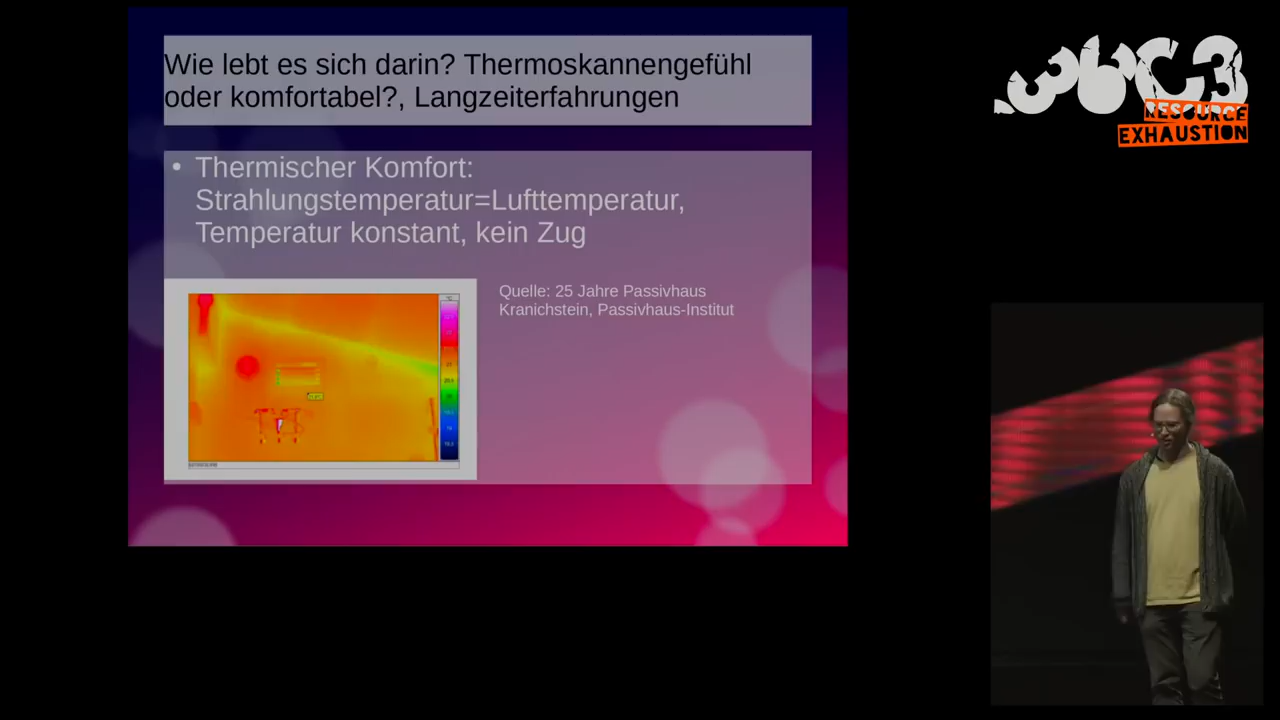 Wie lebt es sich darin? Thermoskannengefühl
oder komfortabel?, Langzeiterfahrungen
• Thermischer Komfort:
Strahlungstemperatur=Lufttemperatur,
Temperatur konstant, kein Zug
Quelle: 25 Jahre Passivhaus
Kranichstein, Passivhaus-Institut
36C3
RESOURCE
EXHAUSTION